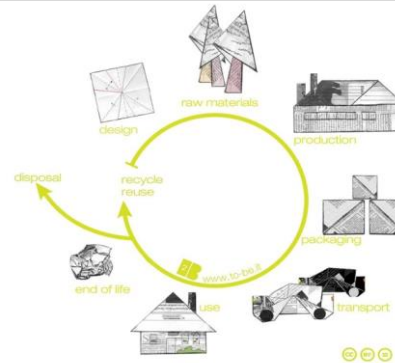 raw materials
design
production
disposal
recycle
reuse
packaging
www.to-be.it
end of life
use
transport